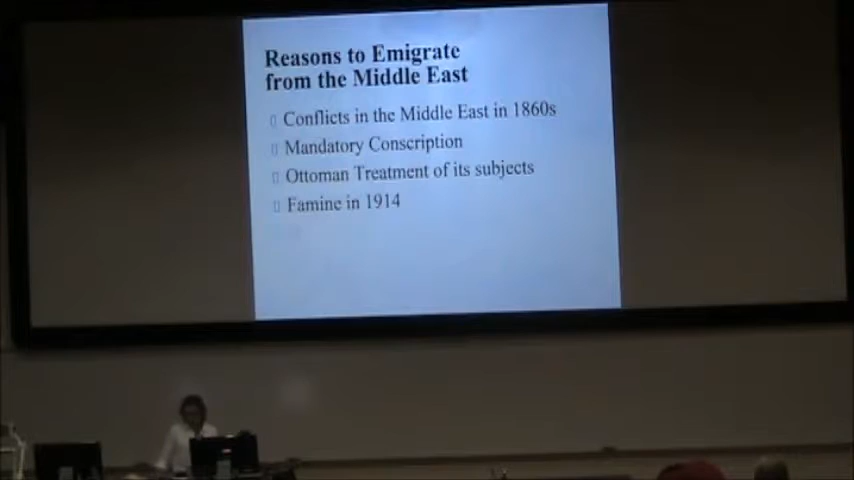 Reasons to Emigrate
from the Middle East
Conflicts in the Middle East in 1860s
Mandatory Conscription
Ottoman Treatment of its subjects
Famine in 1914